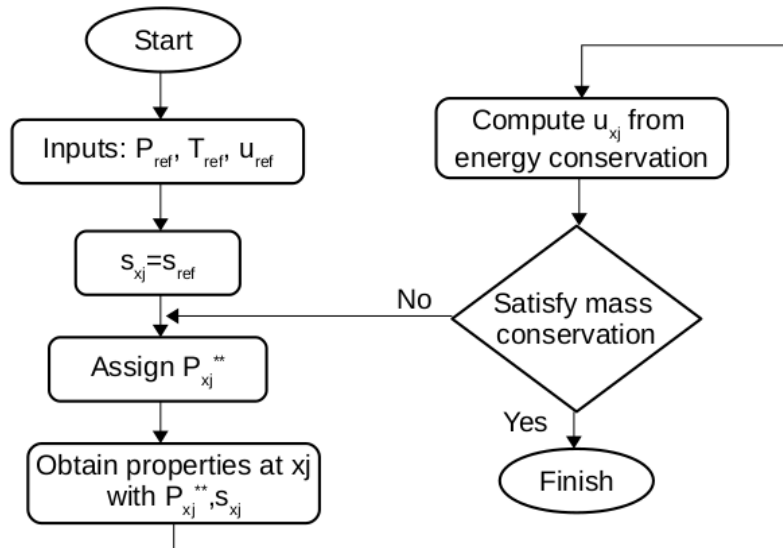 Start
Inputs: P_ref, T_ref, u_ref
s_xj=s_ref
Assign P_xj^**
Obtain properties at xj
with P_xj^**,s_xj
Compute u_xj from
energy conservation
Satisfy mass
conservation
No
Yes
Finish